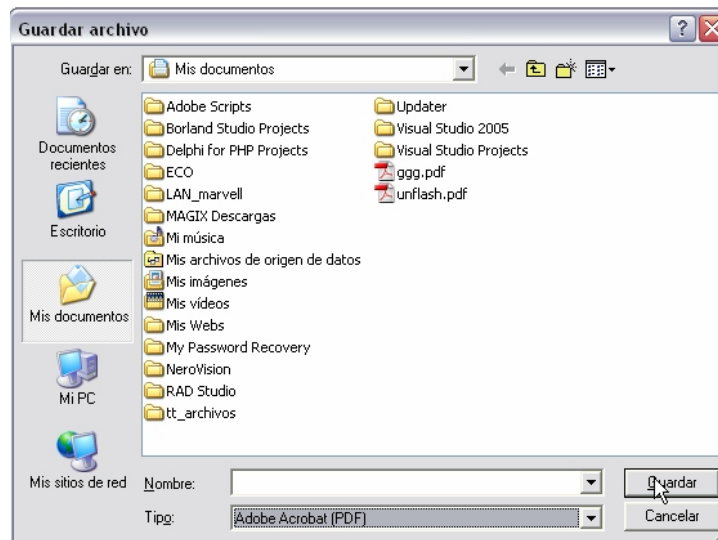 Guardar archivo
?
Guardar en: Mis documentos
Documentos recientes
Escritorio
Mis documentos
Mi PC
Mis sitios de red
Adobe Scripts
Borland Studio Projects
Delphi for PHP Projects
ECO
LAN_marvell
MAGIX Descargas
Mi música
Mis archivos de origen de datos
Mis imágenes
Mis vídeos
Mis Webs
My Password Recovery
NeroVision
RAD Studio
tt_archivos
Updater
Visual Studio 2005
Visual Studio Projects
ggg.pdf
unflash.pdf
Nombre:
Guardar
Tipo: Adobe Acrobat (PDF)
Cancelar